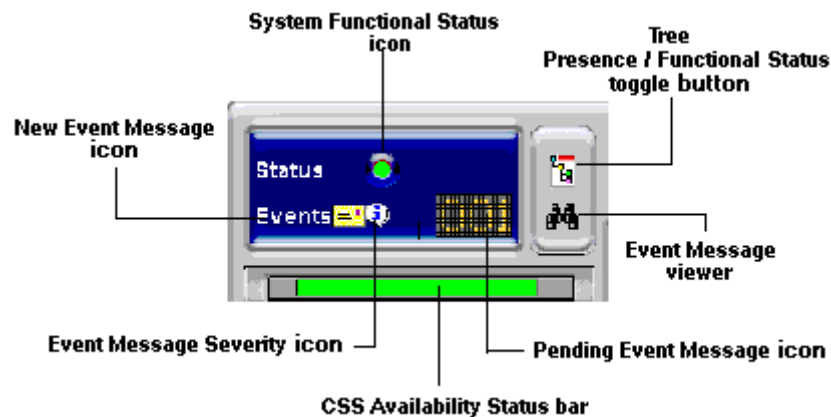 System Functional Status
icon
Tree
Presence / Functional Status
toggle button
New Event Message
icon
Status
Events
Event Message
viewer
Event Message Severity icon
Pending Event Message icon
CSS Availability Status bar